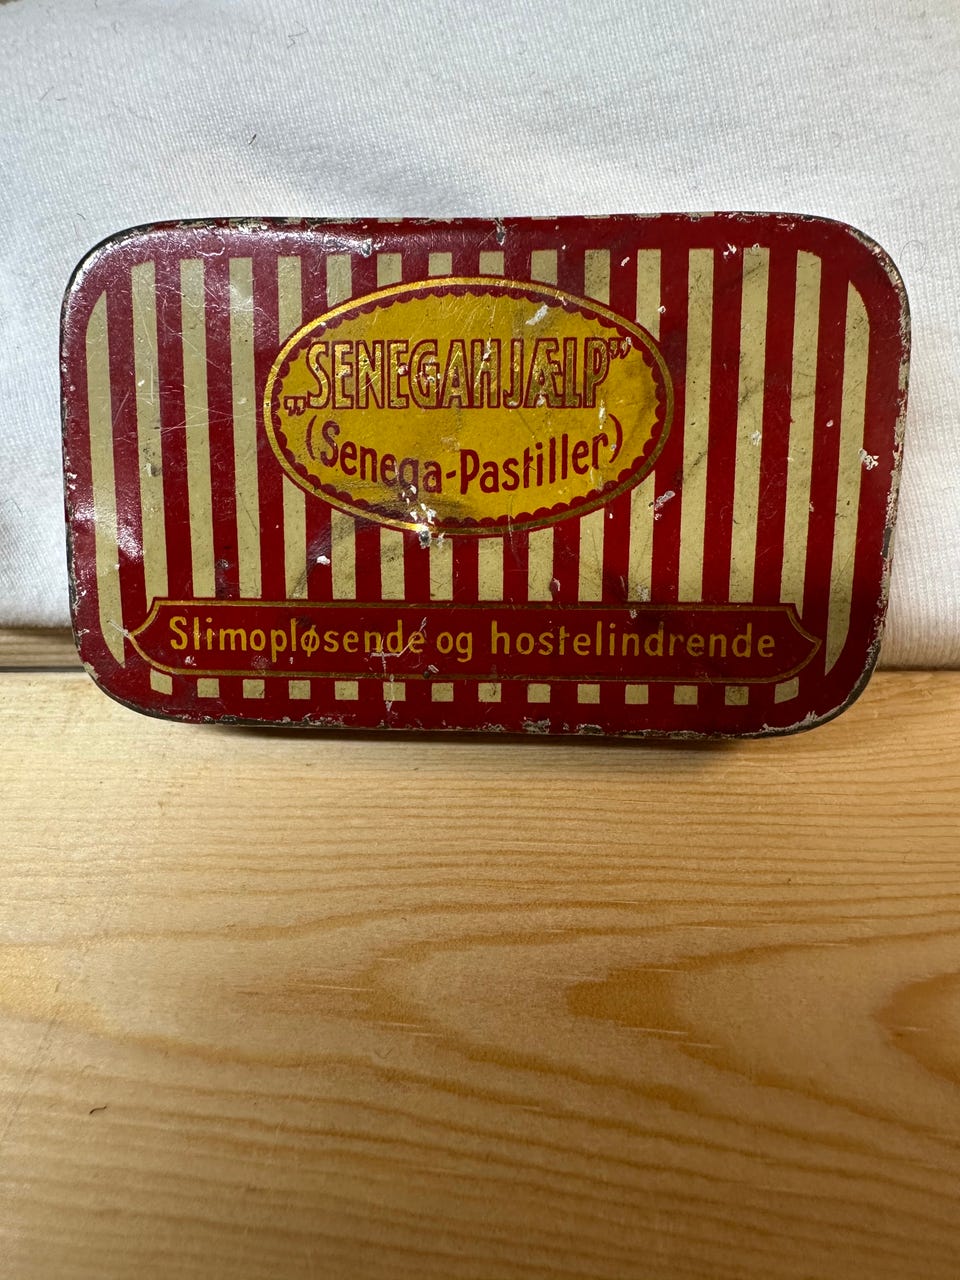 „SENEGAHJÆLP”
(Senega-Pastiller)
Slimopløsende og hostelindrende